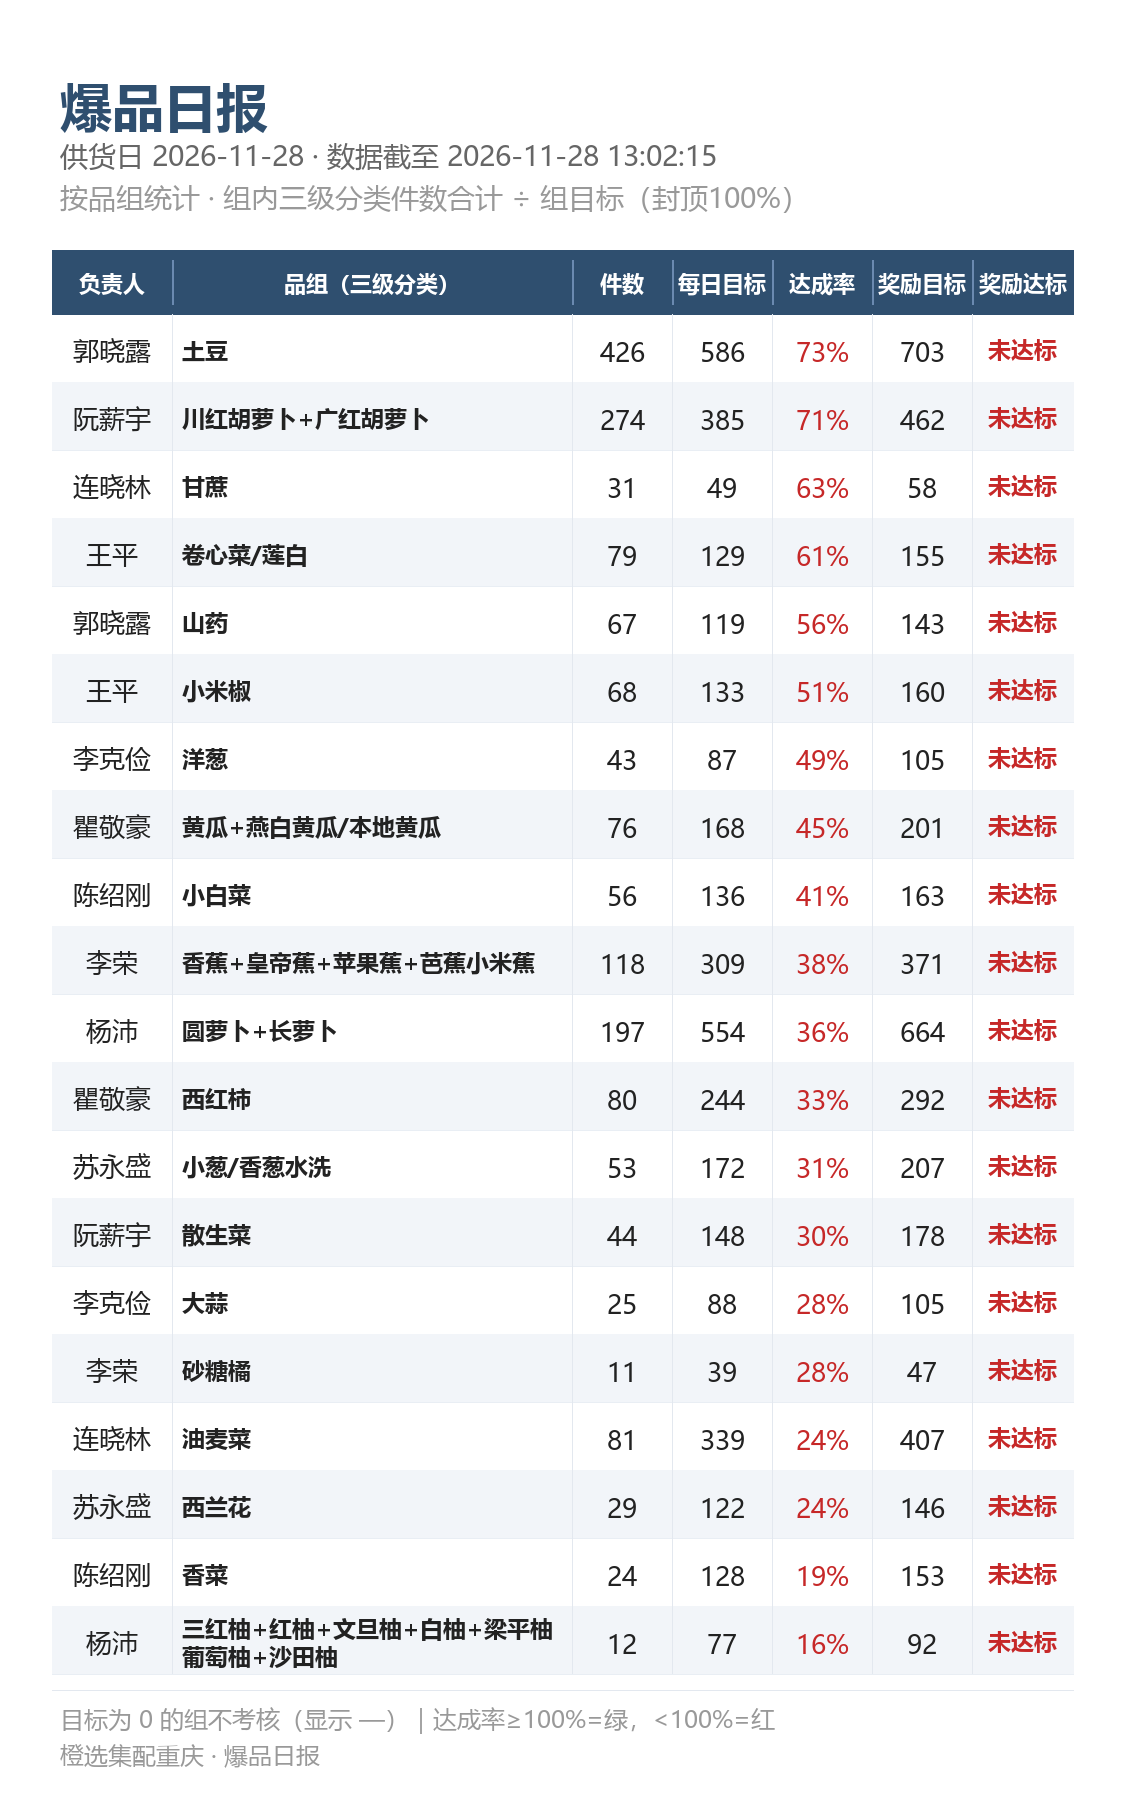 爆品日报
供货日 2026-11-28 · 数据截至 2026-11-28 13:02:15
按品组统计 · 组内三级分类件数合计 ÷ 组目标（封顶100%）
负责人 品组（三级分类） 件数 每日目标 达成率 奖励目标 奖励达标
郭晓露 土豆 426 586 73% 703 未达标
阮薪宇 川红胡萝卜+广红胡萝卜 274 385 71% 462 未达标
连晓林 甘蔗 31 49 63% 58 未达标
王平 卷心菜/莲白 79 129 61% 155 未达标
郭晓露 山药 67 119 56% 143 未达标
王平 小米椒 68 133 51% 160 未达标
李克俭 洋葱 43 87 49% 105 未达标
瞿敬豪 黄瓜+燕白黄瓜/本地黄瓜 76 168 45% 201 未达标
陈绍刚 小白菜 56 136 41% 163 未达标
李荣 香蕉+皇帝蕉+苹果蕉+芭蕉小米蕉 118 309 38% 371 未达标
杨沛 圆萝卜+长萝卜 197 554 36% 664 未达标
瞿敬豪 西红柿 80 244 33% 292 未达标
苏永盛 小葱/香葱水洗 53 172 31% 207 未达标
阮薪宇 散生菜 44 148 30% 178 未达标
李克俭 大蒜 25 88 28% 105 未达标
李荣 砂糖橘 11 39 28% 47 未达标
连晓林 油麦菜 81 339 24% 407 未达标
苏永盛 西兰花 29 122 24% 146 未达标
陈绍刚 香菜 24 128 19% 153 未达标
杨沛 三红柚+红柚+文旦柚+白柚+梁平柚 12 77 16% 92 未达标
葡萄柚+沙田柚
目标为 0 的组不考核（显示 —）｜达成率≥100%=绿，<100%=红
橙选集配重庆 · 爆品日报